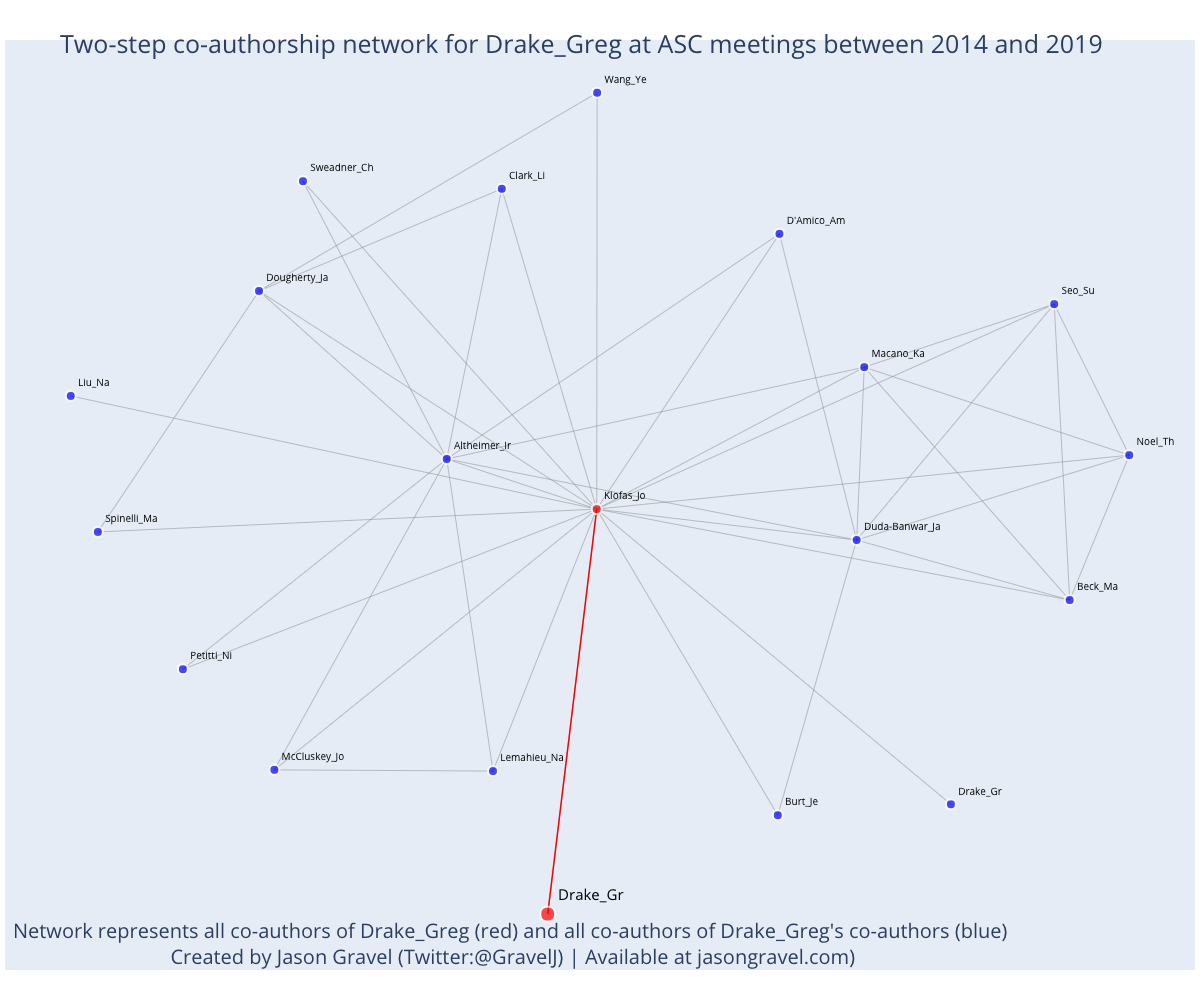 Two-step co-authorship network for Drake_Greg at ASC meetings between 2014 and 2019
Wang_Ye
Sweadner_Ch
Clark_Li
D'Amico_Am
Dougherty_Ja
Seo_Su
Macano_Ka
Liu_Na
Altheimer_Ir
Noel_Th
Klofas_Jo
Spinelli_Ma
Duda-Banwar_Ja
Beck_Ma
Petitti_Ni
McCluskey_Jo
Lemahieu_Na
Burt_Je
Drake_Gr
Drake_Gr
Network represents all co-authors of Drake_Greg (red) and all co-authors of Drake_Greg's co-authors (blue)
Created by Jason Gravel (Twitter:@GravelJ) | Available at jasongravel.com)